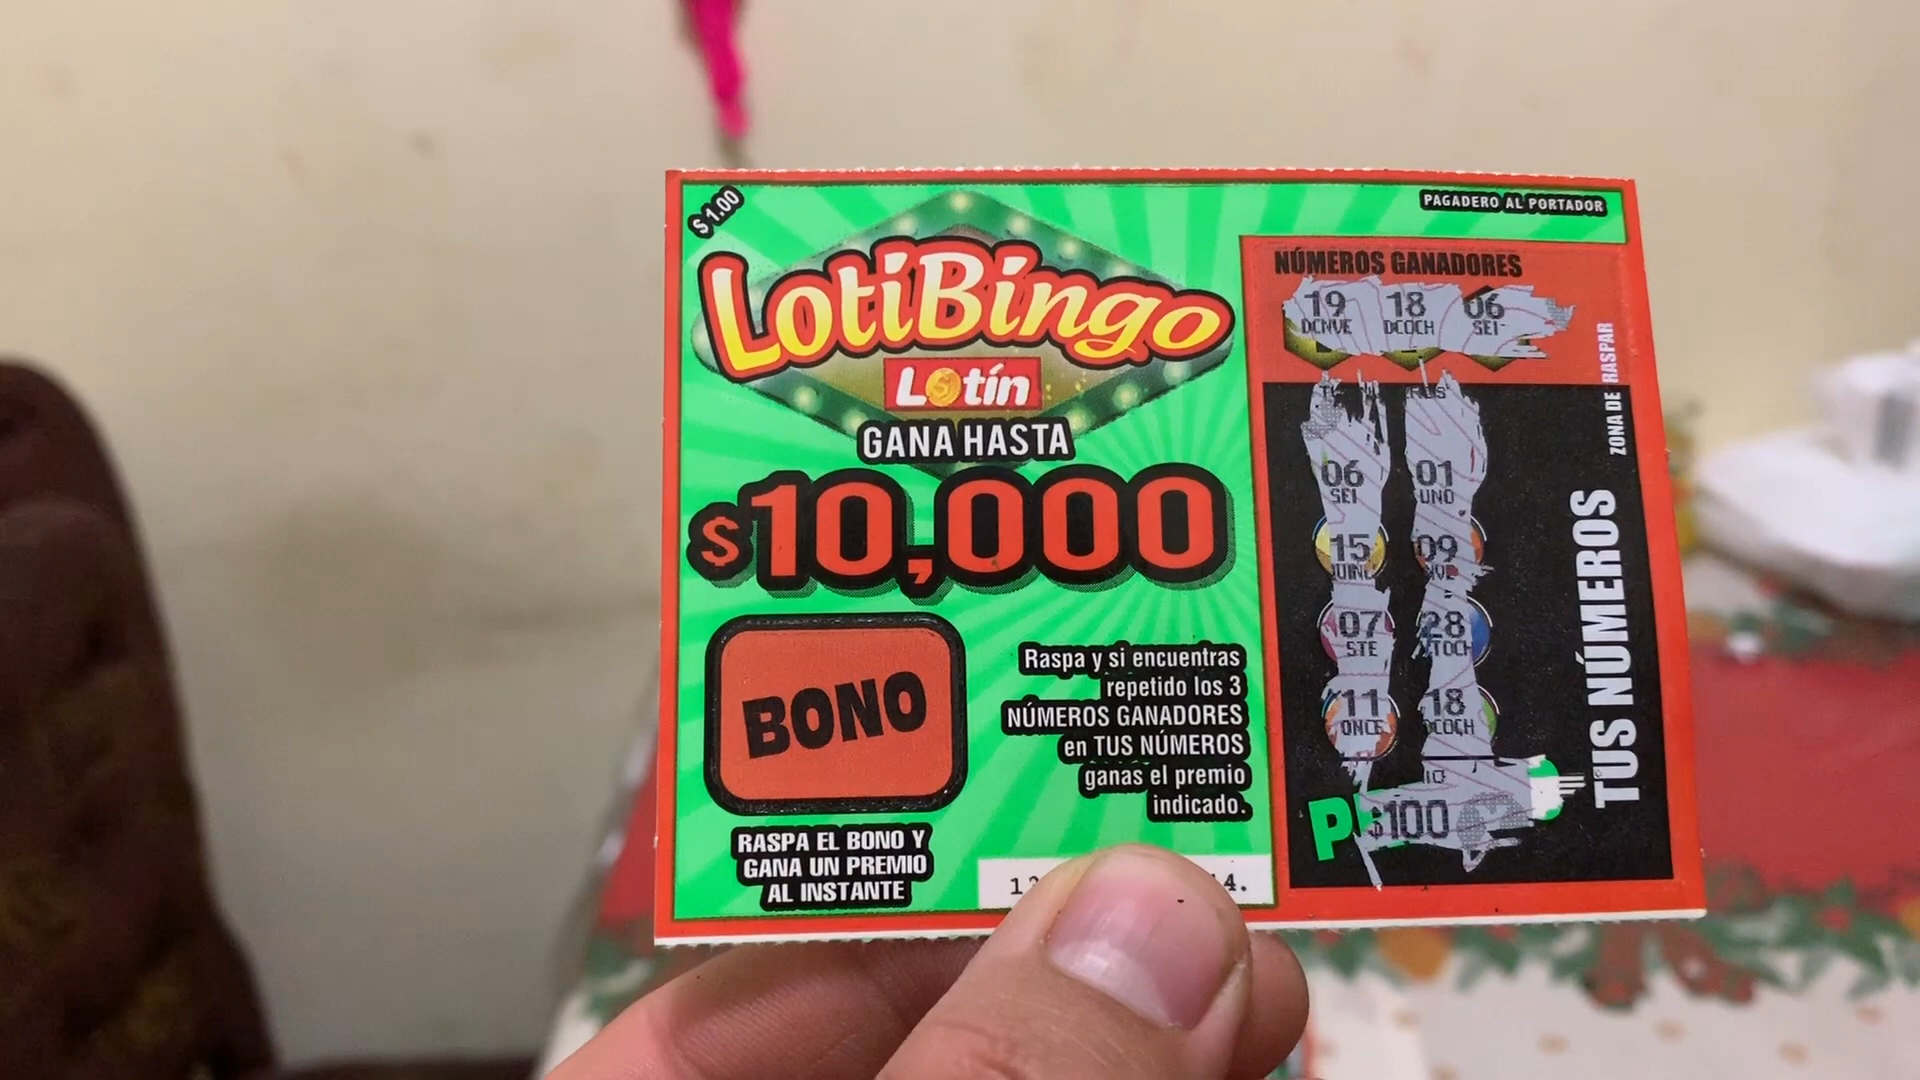 $1.00
PAGADERO AL PORTADOR
LotiBingo
Lotín
GANA HASTA
$10,000
BONO
RASPA EL BONO Y
GANA UN PREMIO
AL INSTANTE
Raspa y si encuentras
repetido los 3
NÚMEROS GANADORES
en TUS NÚMEROS
ganas el premio
indicado.
NÚMEROS GANADORES
19 18 06
DCNVE DCOCH SEI
ZONA DE RASPAR
TUS NÚMEROS
06 01
SEI UNO
15 09
07 28
STE
11 18
ONCE DCOCH
$100